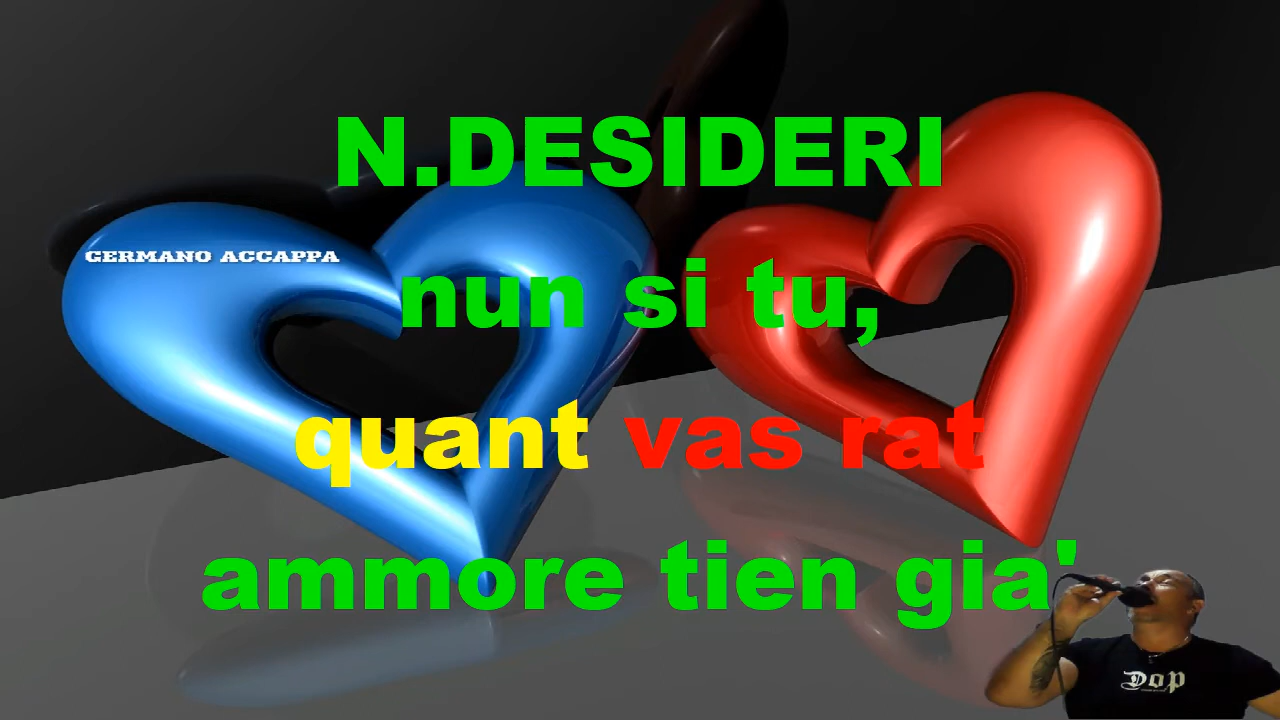 N.DESIDERI
GERMANO ACCAPPA
nun si tu,
quant vas rat
ammore tien gia'
Dop